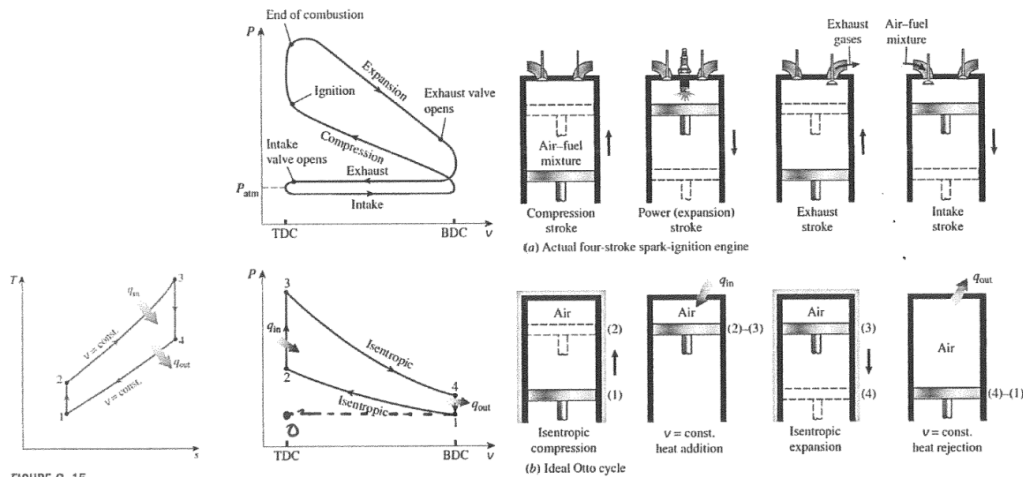 P
End of combustion
Ignition
Expansion
Exhaust valve
opens
Compression
Intake
valve opens
Exhaust
P_atm
Intake
TDC
BDC
v
Exhaust
gases
Air–fuel
mixture
Air–fuel
mixture
Compression
stroke
Power (expansion)
stroke
Exhaust
stroke
Intake
stroke
(a) Actual four-stroke spark-ignition engine
T
3
q_in
v = const.
4
q_out
2
v = const.
1
s
P
3
q_in
Isentropic
2
4
q_out
Isentropic
1
0
TDC
BDC
v
q_in
q_out
Air
(2)
(1)
Air
(2)–(3)
Air
(3)
(4)
Air
(4)–(1)
Isentropic
compression
v = const.
heat addition
Isentropic
expansion
v = const.
heat rejection
(b) Ideal Otto cycle